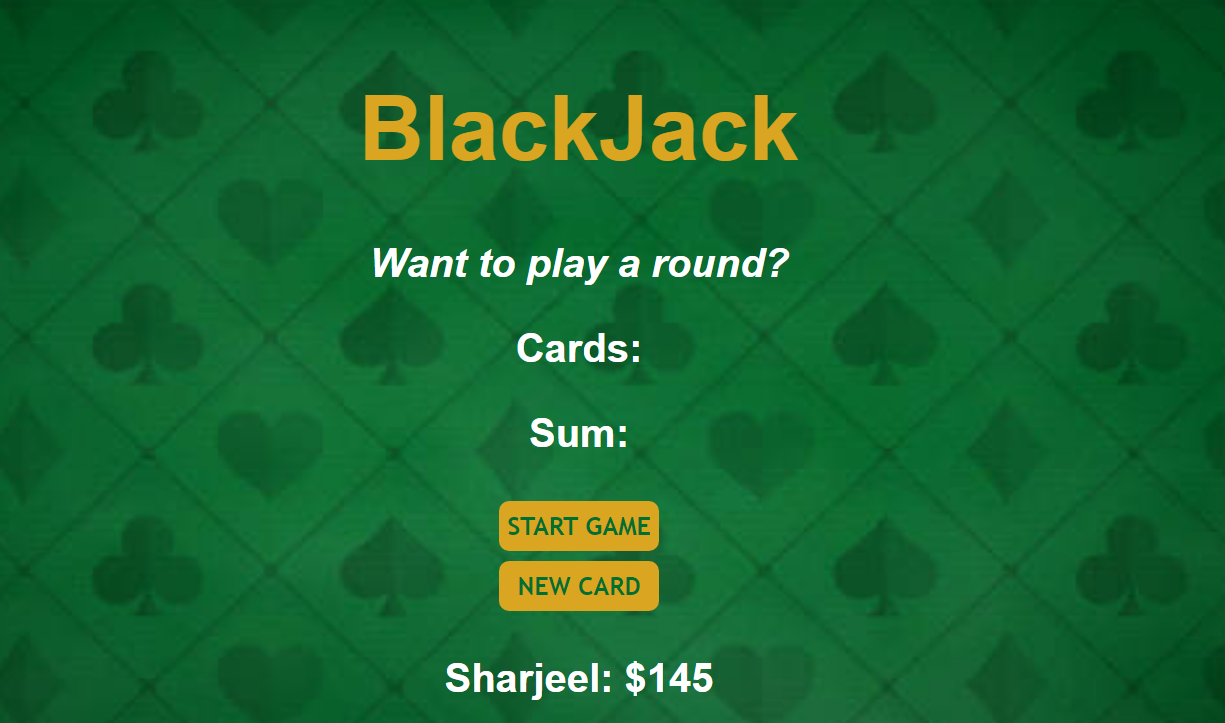 BlackJack
Want to play a round?
Cards:
Sum:
START GAME
NEW CARD
Sharjeel: $145